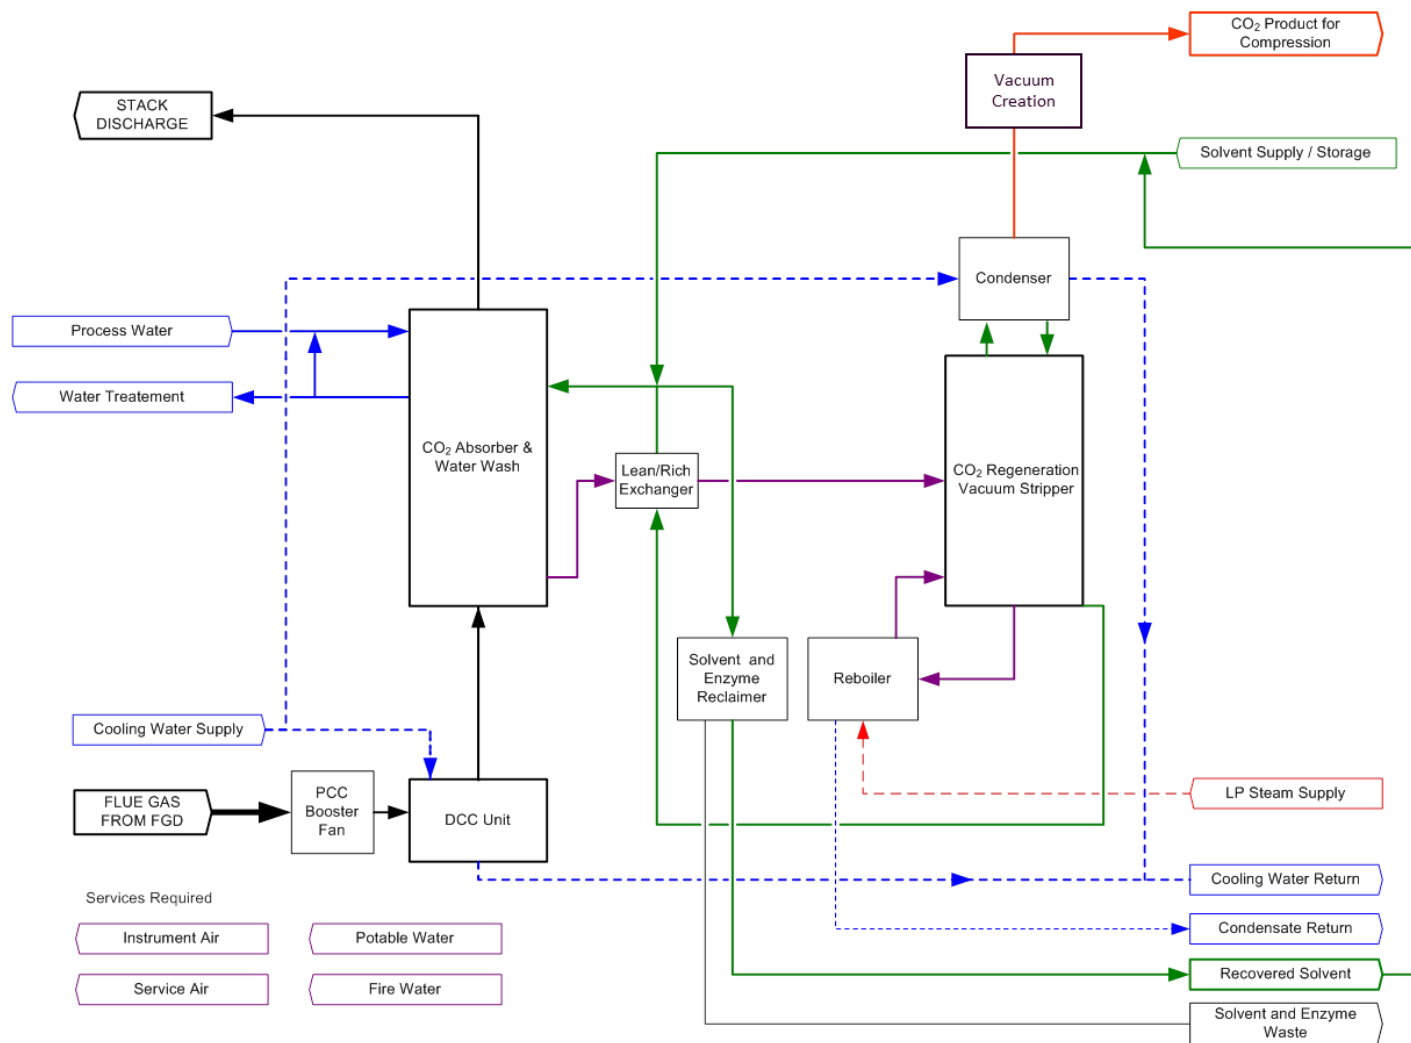 CO₂ Product for
Compression
Vacuum
Creation
STACK
DISCHARGE
Solvent Supply / Storage
Condenser
Process Water
Water Treatement
CO₂ Absorber &
Water Wash
Lean/Rich
Exchanger
CO₂ Regeneration
Vacuum Stripper
Solvent and
Enzyme
Reclaimer
Reboiler
Cooling Water Supply
FLUE GAS
FROM FGD
PCC
Booster
Fan
DCC Unit
LP Steam Supply
Cooling Water Return
Services Required
Instrument Air
Potable Water
Condensate Return
Service Air
Fire Water
Recovered Solvent
Solvent and Enzyme
Waste